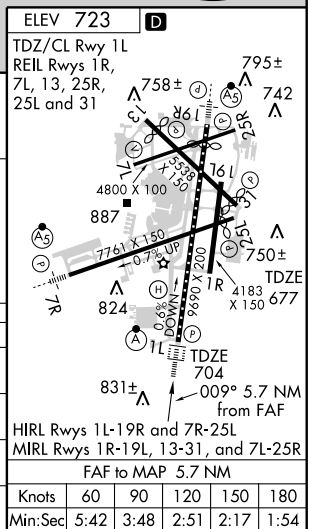 ELEV 723 D
TDZ/CL Rwy 1L
REIL Rwys 1R,
7L, 13, 25R,
25L and 31
795±
A5
758±
742
P
13
19R
P
25R
V
7L
5538
X 150
19L
4800 X 100
887
31
25L
A5
P
7761 X 150
0.7% UP
P
750±
TDZE
677
7R
824
H
0.6%
DOWN
9690 X 200
1R
4183
X 150
A
1L
P
TDZE
704
831±
009° 5.7 NM
from FAF
HIRL Rwys 1L-19R and 7R-25L
MIRL Rwys 1R-19L, 13-31, and 7L-25R
FAF to MAP 5.7 NM
Knots 60 90 120 150 180
Min:Sec 5:42 3:48 2:51 2:17 1:54